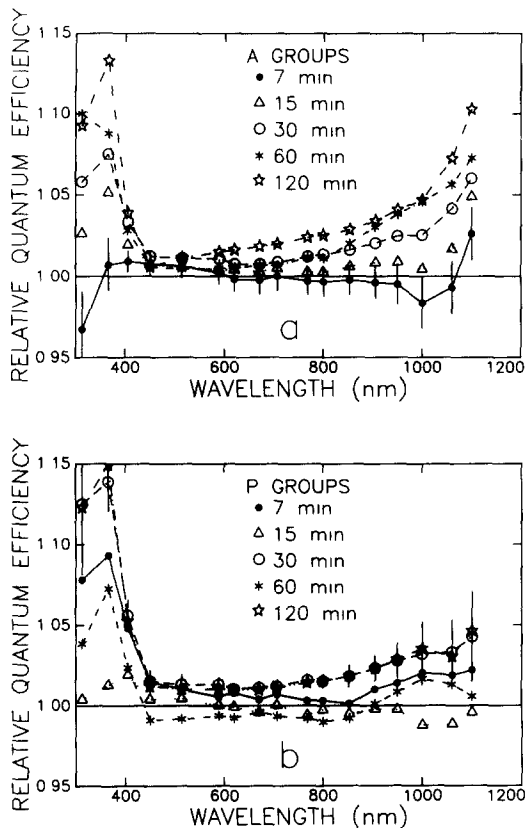 RELATIVE QUANTUM EFFICIENCY
1 15
1 10
1 05
1 00
0 95
A GROUPS
7 min
15 min
30 min
60 min
120 min
a
400 600 800 1000 1200
WAVELENGTH (nm)
RELATIVE QUANTUM EFFICIENCY
1 15
1 10
1 05
1 00
0 95
P GROUPS
7 min
15 min
30 min
60 min
120 min
b
400 600 800 1000 1200
WAVELENGTH (nm)